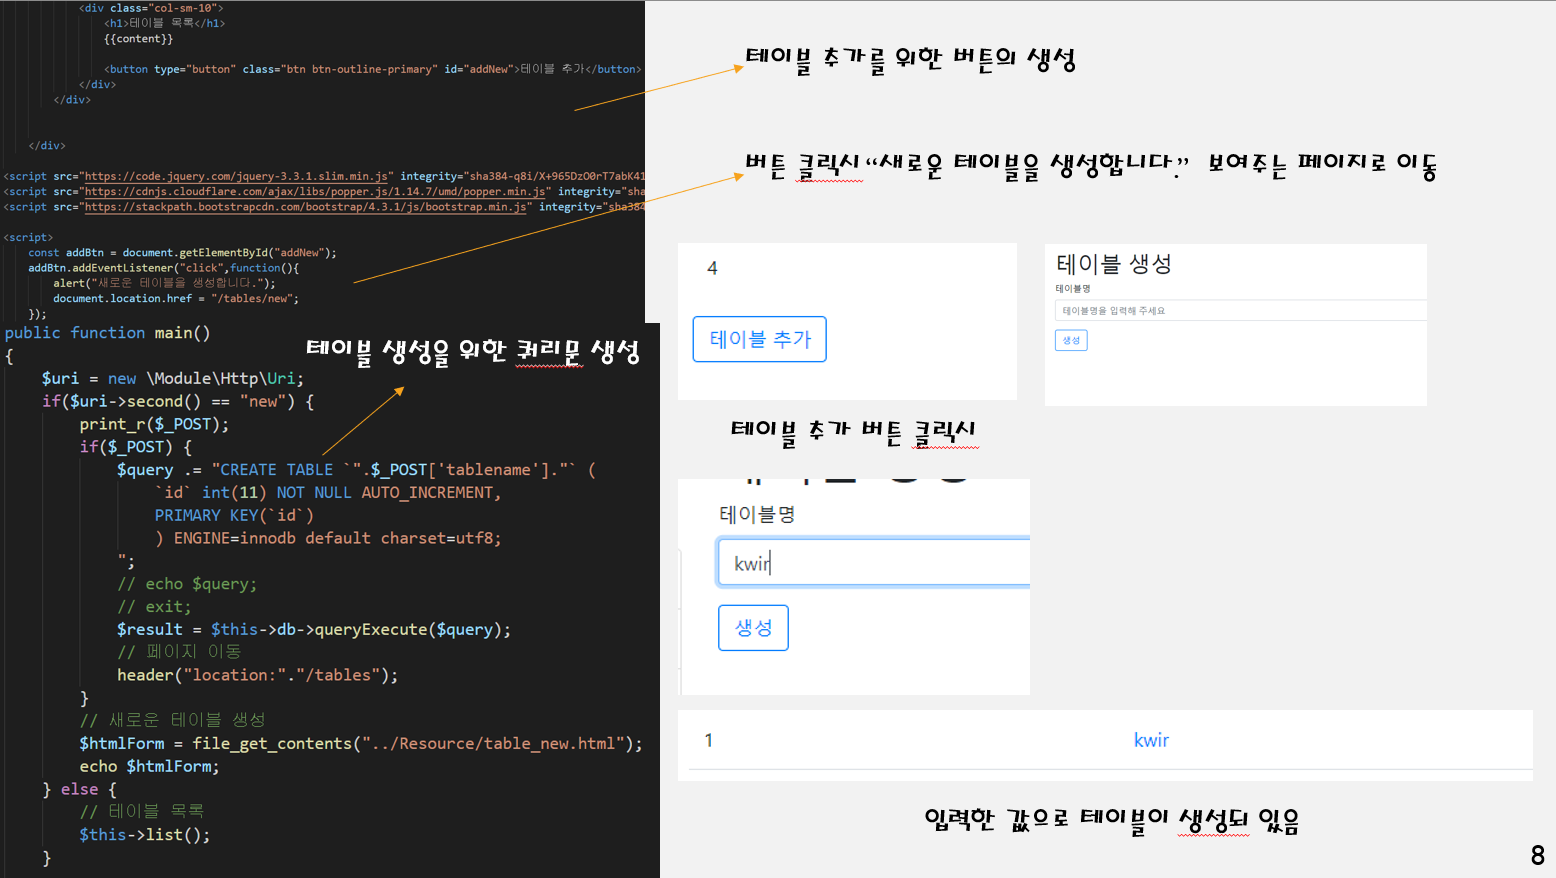 <div class="col-sm-10">
<h1>테이블 목록</h1>
{{content}}
<button type="button" class="btn btn-outline-primary" id="addNew">테이블 추가</button>
</div>
</div>
</div>
<script src="https://code.jquery.com/jquery-3.3.1.slim.min.js" integrity="sha384-q8i/X+965DzO0rT7abK41
<script src="https://cdnjs.cloudflare.com/ajax/libs/popper.js/1.14.7/umd/popper.min.js" integrity="sha
<script src="https://stackpath.bootstrapcdn.com/bootstrap/4.3.1/js/bootstrap.min.js" integrity="sha384
<script>
const addBtn = document.getElementById("addNew");
addBtn.addEventListener("click",function(){
alert("새로운 테이블을 생성합니다.");
document.location.href = "/tables/new";
});
public function main()
{
$uri = new \Module\Http\Uri;
if($uri->second() == "new") {
print_r($_POST);
if($_POST) {
$query .= "CREATE TABLE `".$_POST['tablename']."` (
`id` int(11) NOT NULL AUTO_INCREMENT,
PRIMARY KEY(`id`)
) ENGINE=innodb default charset=utf8;
";
// echo $query;
// exit;
$result = $this->db->queryExecute($query);
// 페이지 이동
header("location:"."/tables");
}
// 새로운 테이블 생성
$htmlForm = file_get_contents("../Resource/table_new.html");
echo $htmlForm;
} else {
// 테이블 목록
$this->list();
}
테이블 생성을 위한 쿼리문 생성
테이블 추가를 위한 버튼의 생성
버튼 클릭시 “새로운 테이블을 생성합니다.” 보여주는 페이지로 이동
4
테이블 추가
테이블 생성
테이블명
테이블명을 입력해 주세요
생성
테이블 추가 버튼 클릭시
테이블명
kwir
생성
1 kwir
입력한 값으로 테이블이 생성되 있음
8